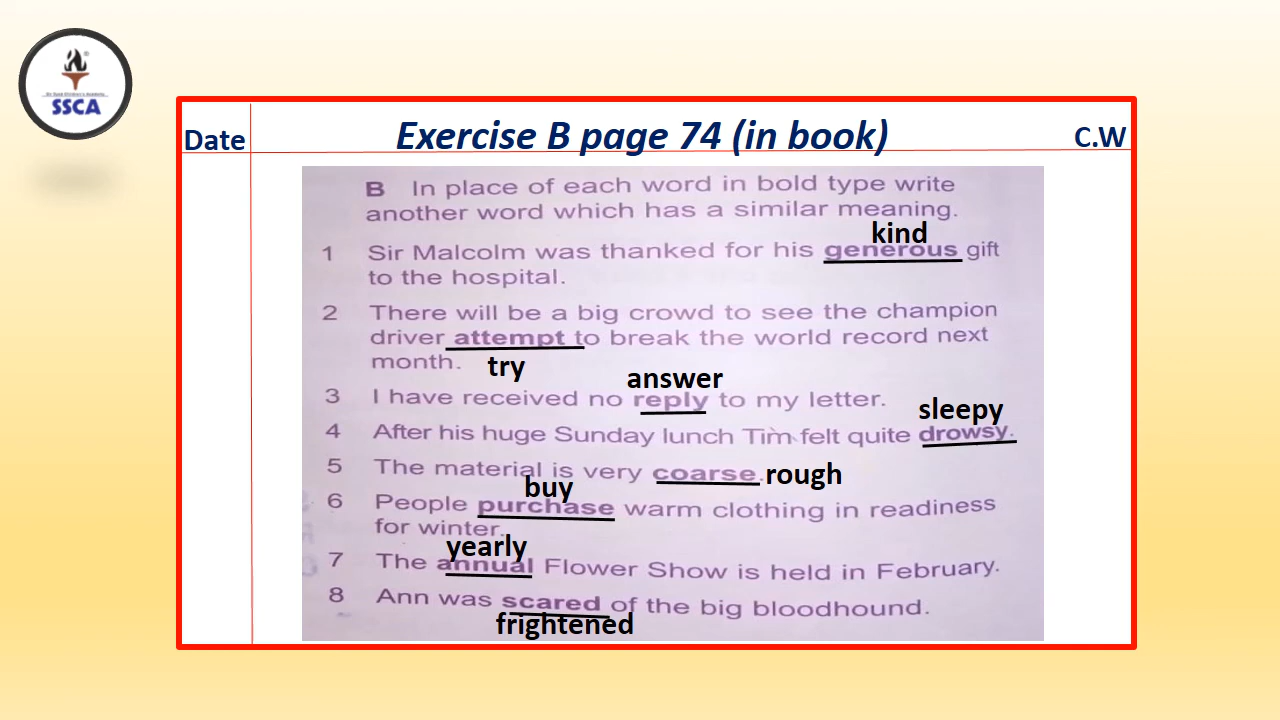 SSCA
Date
Exercise B page 74 (in book)
C.W
B In place of each word in bold type write
another word which has a similar meaning.
kind
1 Sir Malcolm was thanked for his generous gift
to the hospital.
2 There will be a big crowd to see the champion
driver attempt to break the world record next
month.
try
answer
3 I have received no reply to my letter.
sleepy
4 After his huge Sunday lunch Tim felt quite drowsy.
5 The material is very coarse. rough
buy
6 People purchase warm clothing in readiness
for winter.
yearly
7 The annual Flower Show is held in February.
8 Ann was scared of the big bloodhound.
frightened